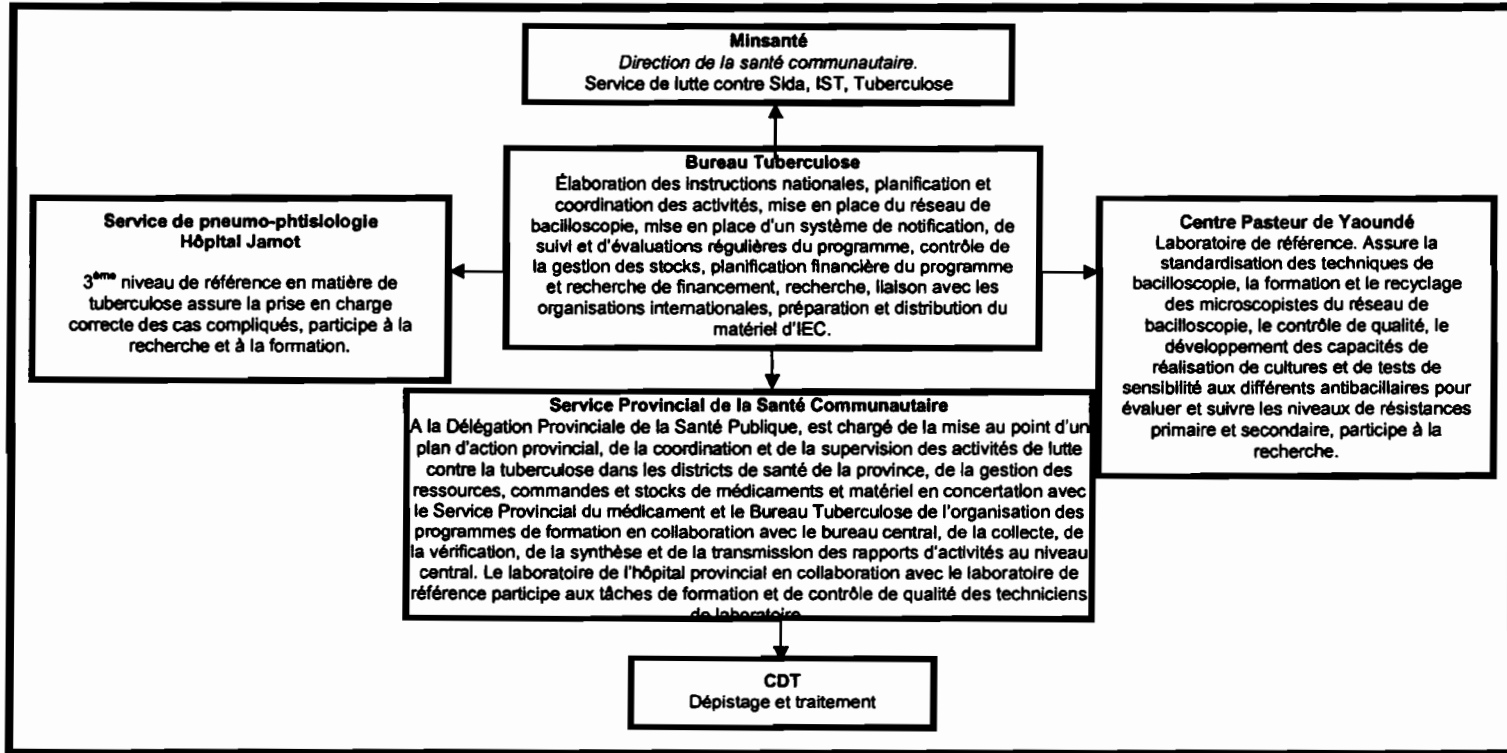 Minsanté
Direction de la santé communautaire.
Service de lutte contre Sida, IST, Tuberculose
Bureau Tuberculose
Élaboration des instructions nationales, planification et
coordination des activités, mise en place du réseau de
bacilloscopie, mise en place d'un système de notification, de
suivi et d'évaluations régulières du programme, contrôle de
la gestion des stocks, planification financière du programme
et recherche de financement, recherche, liaison avec les
organisations internationales, préparation et distribution du
matériel d'IEC.
Service de pneumo-phtisiologie
Hôpital Jamot
3ème niveau de référence en matière de
tuberculose assure la prise en charge
correcte des cas compliqués, participe à la
recherche et à la formation.
Centre Pasteur de Yaoundé
Laboratoire de référence. Assure la
standardisation des techniques de
bacilloscopie, la formation et le recyclage
des microscopistes du réseau de
bacilloscopie, le contrôle de qualité, le
développement des capacités de
réalisation de cultures et de tests de
sensibilité aux différents antibacillaires pour
évaluer et suivre les niveaux de résistances
primaire et secondaire, participe à la
recherche.
Service Provincial de la Santé Communautaire
A la Délégation Provinciale de la Santé Publique, est chargé de la mise au point d'un
plan d'action provincial, de la coordination et de la supervision des activités de lutte
contre la tuberculose dans les districts de santé de la province, de la gestion des
ressources, commandes et stocks de médicaments et matériel en concertation avec
le Service Provincial du médicament et le Bureau Tuberculose de l'organisation des
programmes de formation en collaboration avec le bureau central, de la collecte, de
la vérification, de la synthèse et de la transmission des rapports d'activités au niveau
central. Le laboratoire de l'hôpital provincial en collaboration avec le laboratoire de
référence participe aux tâches de formation et de contrôle de qualité des techniciens
de laboratoire
CDT
Dépistage et traitement